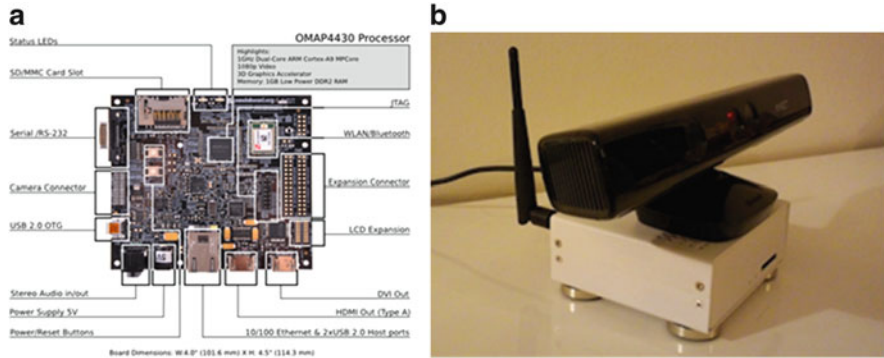 a
b
Status LEDs
OMAP4430 Processor
Highlights:
1GHz Dual-Core ARM Cortex-A9 MPCore
1080p Video
3D Graphics Accelerator
Memory: 1GB Low Power DDR2 RAM
SD/MMC Card Slot
JTAG
Serial /RS-232
WLAN/Bluetooth
Camera Connector
Expansion Connector
USB 2.0 OTG
LCD Expansion
Stereo Audio in/out
DVI Out
Power Supply 5V
HDMI Out (Type A)
Power/Reset Buttons
10/100 Ethernet & 2xUSB 2.0 Host ports
Board Dimensions: W:4.0" (101.6 mm) X H: 4.5" (114.3 mm)